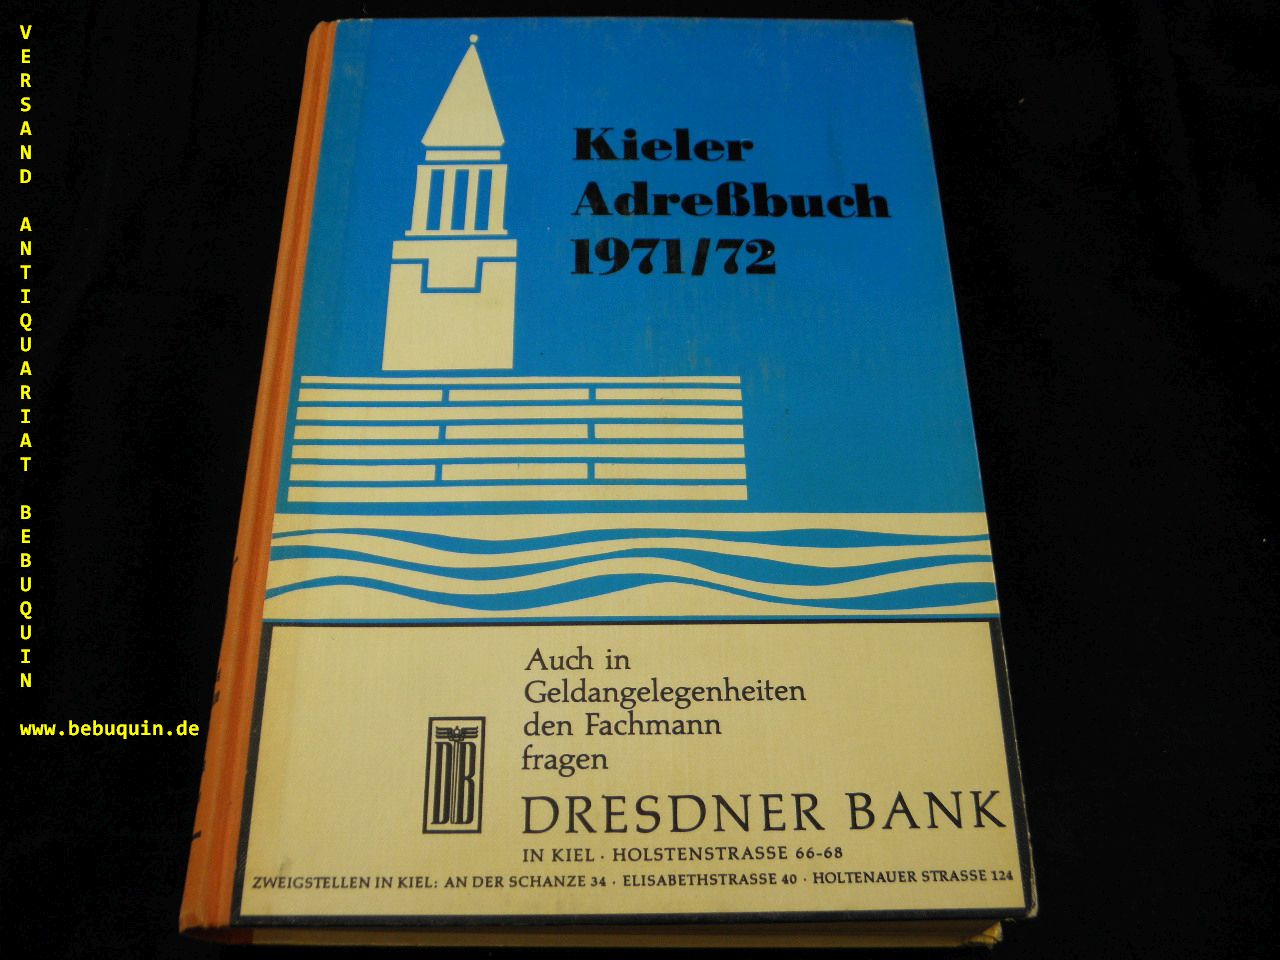 VERSAND ANTIQUARIAT BEBUQUIN
www.bebuquin.de
Kieler
Adreßbuch
1971/72
Auch in
Geldangelegenheiten
den Fachmann
fragen
DB
DRESDNER BANK
IN KIEL · HOLSTENSTRASSE 66-68
ZWEIGSTELLEN IN KIEL: AN DER SCHANZE 34 · ELISABETHSTRASSE 40 · HOLTENAUER STRASSE 124